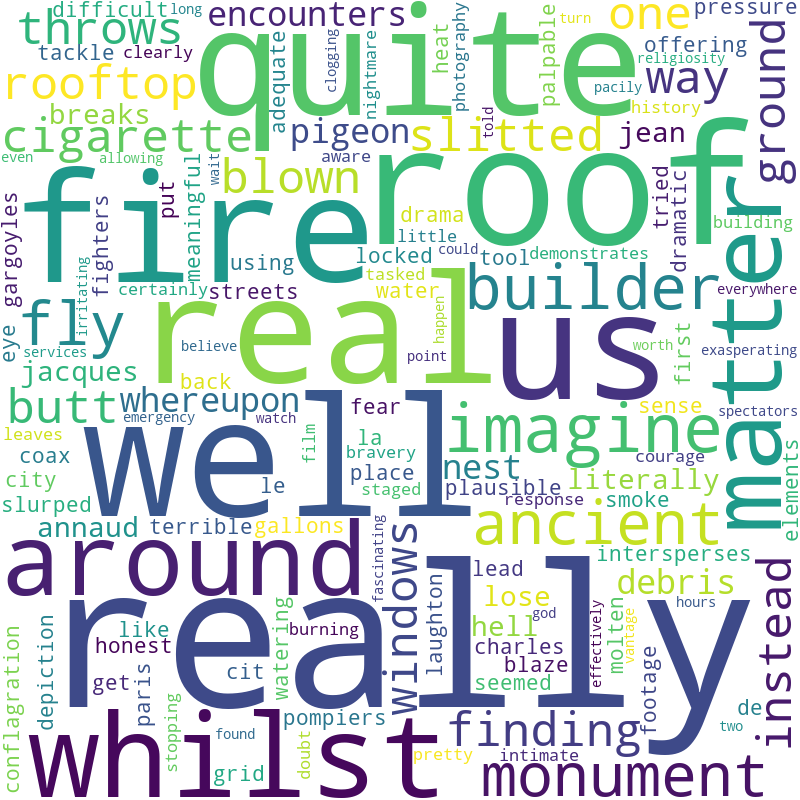 difficult
long
encounters
one
pressure
throws
quite
turn
tackle
clearly
clogging
nightmare
heat
photography
palpable
offering
religiosity
rooftop
adequate
way
ground
breaks
pacily
history
cigarette
pigeon
slitted
told
jean
even
allowing
wait
aware
roof
fire
blown
meaningful
put
drama
tried
dramatic
building
matter
gargoyles
fighters
using
locked
little
could
tool
demonstrates
certainly
streets
tasked
water
builder
everywhere
fly
irritating
real
us
happen
eye
services
believe
point
worth
first
exasperating
jacques
back
butt
whereupon
fear
imagine
sense
spectators
emergency
watch
well
film
la
bravery
leaves
coax
nest
courage
city
le
place
staged
plausible
literally
elements
slurped
response
smoke
annaud
terrible
gallons
ancient
around
fascinating
windows
intersperses
lead
debris
instead
really
laughton
lose
hours
conflagration
depiction
like
watering
burning
hell
god
effectively
molten
vantage
honest
charles
footage
get
paris
cit
seemed
blaze
de
stopping
pompiers
two
whilst
found
doubt
finding
grid
pretty
intimate
monument